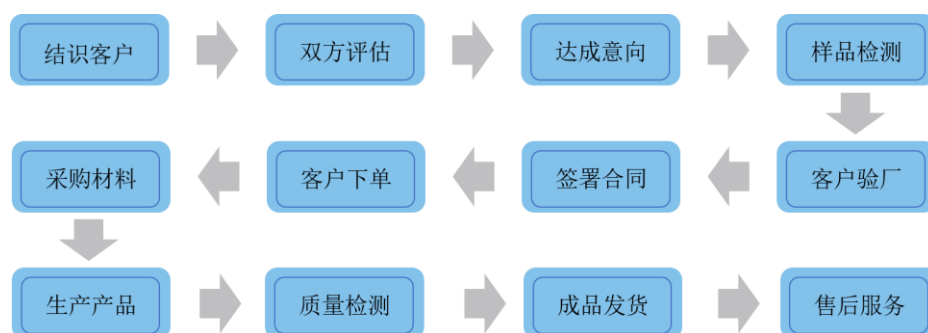 结识客户
双方评估
达成意向
样品检测
客户验厂
签署合同
客户下单
采购材料
生产产品
质量检测
成品发货
售后服务